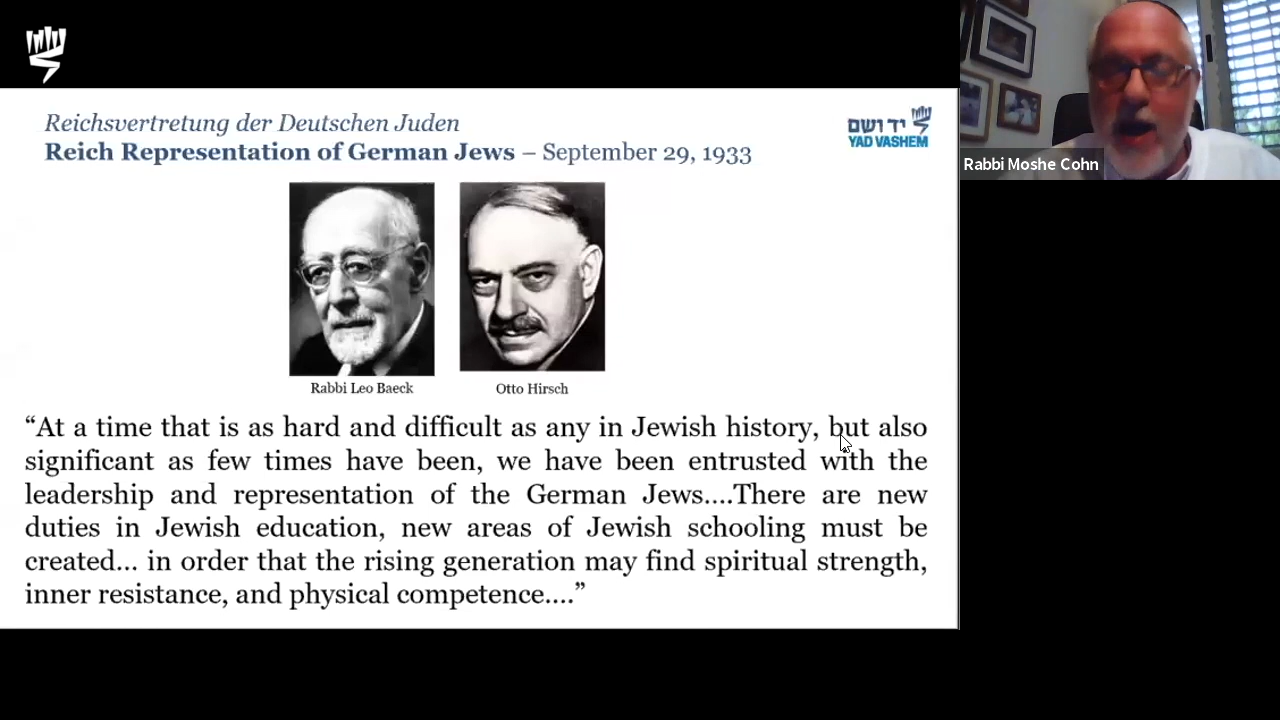 Reichsvertretung der Deutschen Juden
Reich Representation of German Jews – September 29, 1933
יד ושם
YAD VASHEM
Rabbi Moshe Cohn
Rabbi Leo Baeck
Otto Hirsch
“At a time that is as hard and difficult as any in Jewish history, but also
significant as few times have been, we have been entrusted with the
leadership and representation of the German Jews....There are new
duties in Jewish education, new areas of Jewish schooling must be
created... in order that the rising generation may find spiritual strength,
inner resistance, and physical competence....”